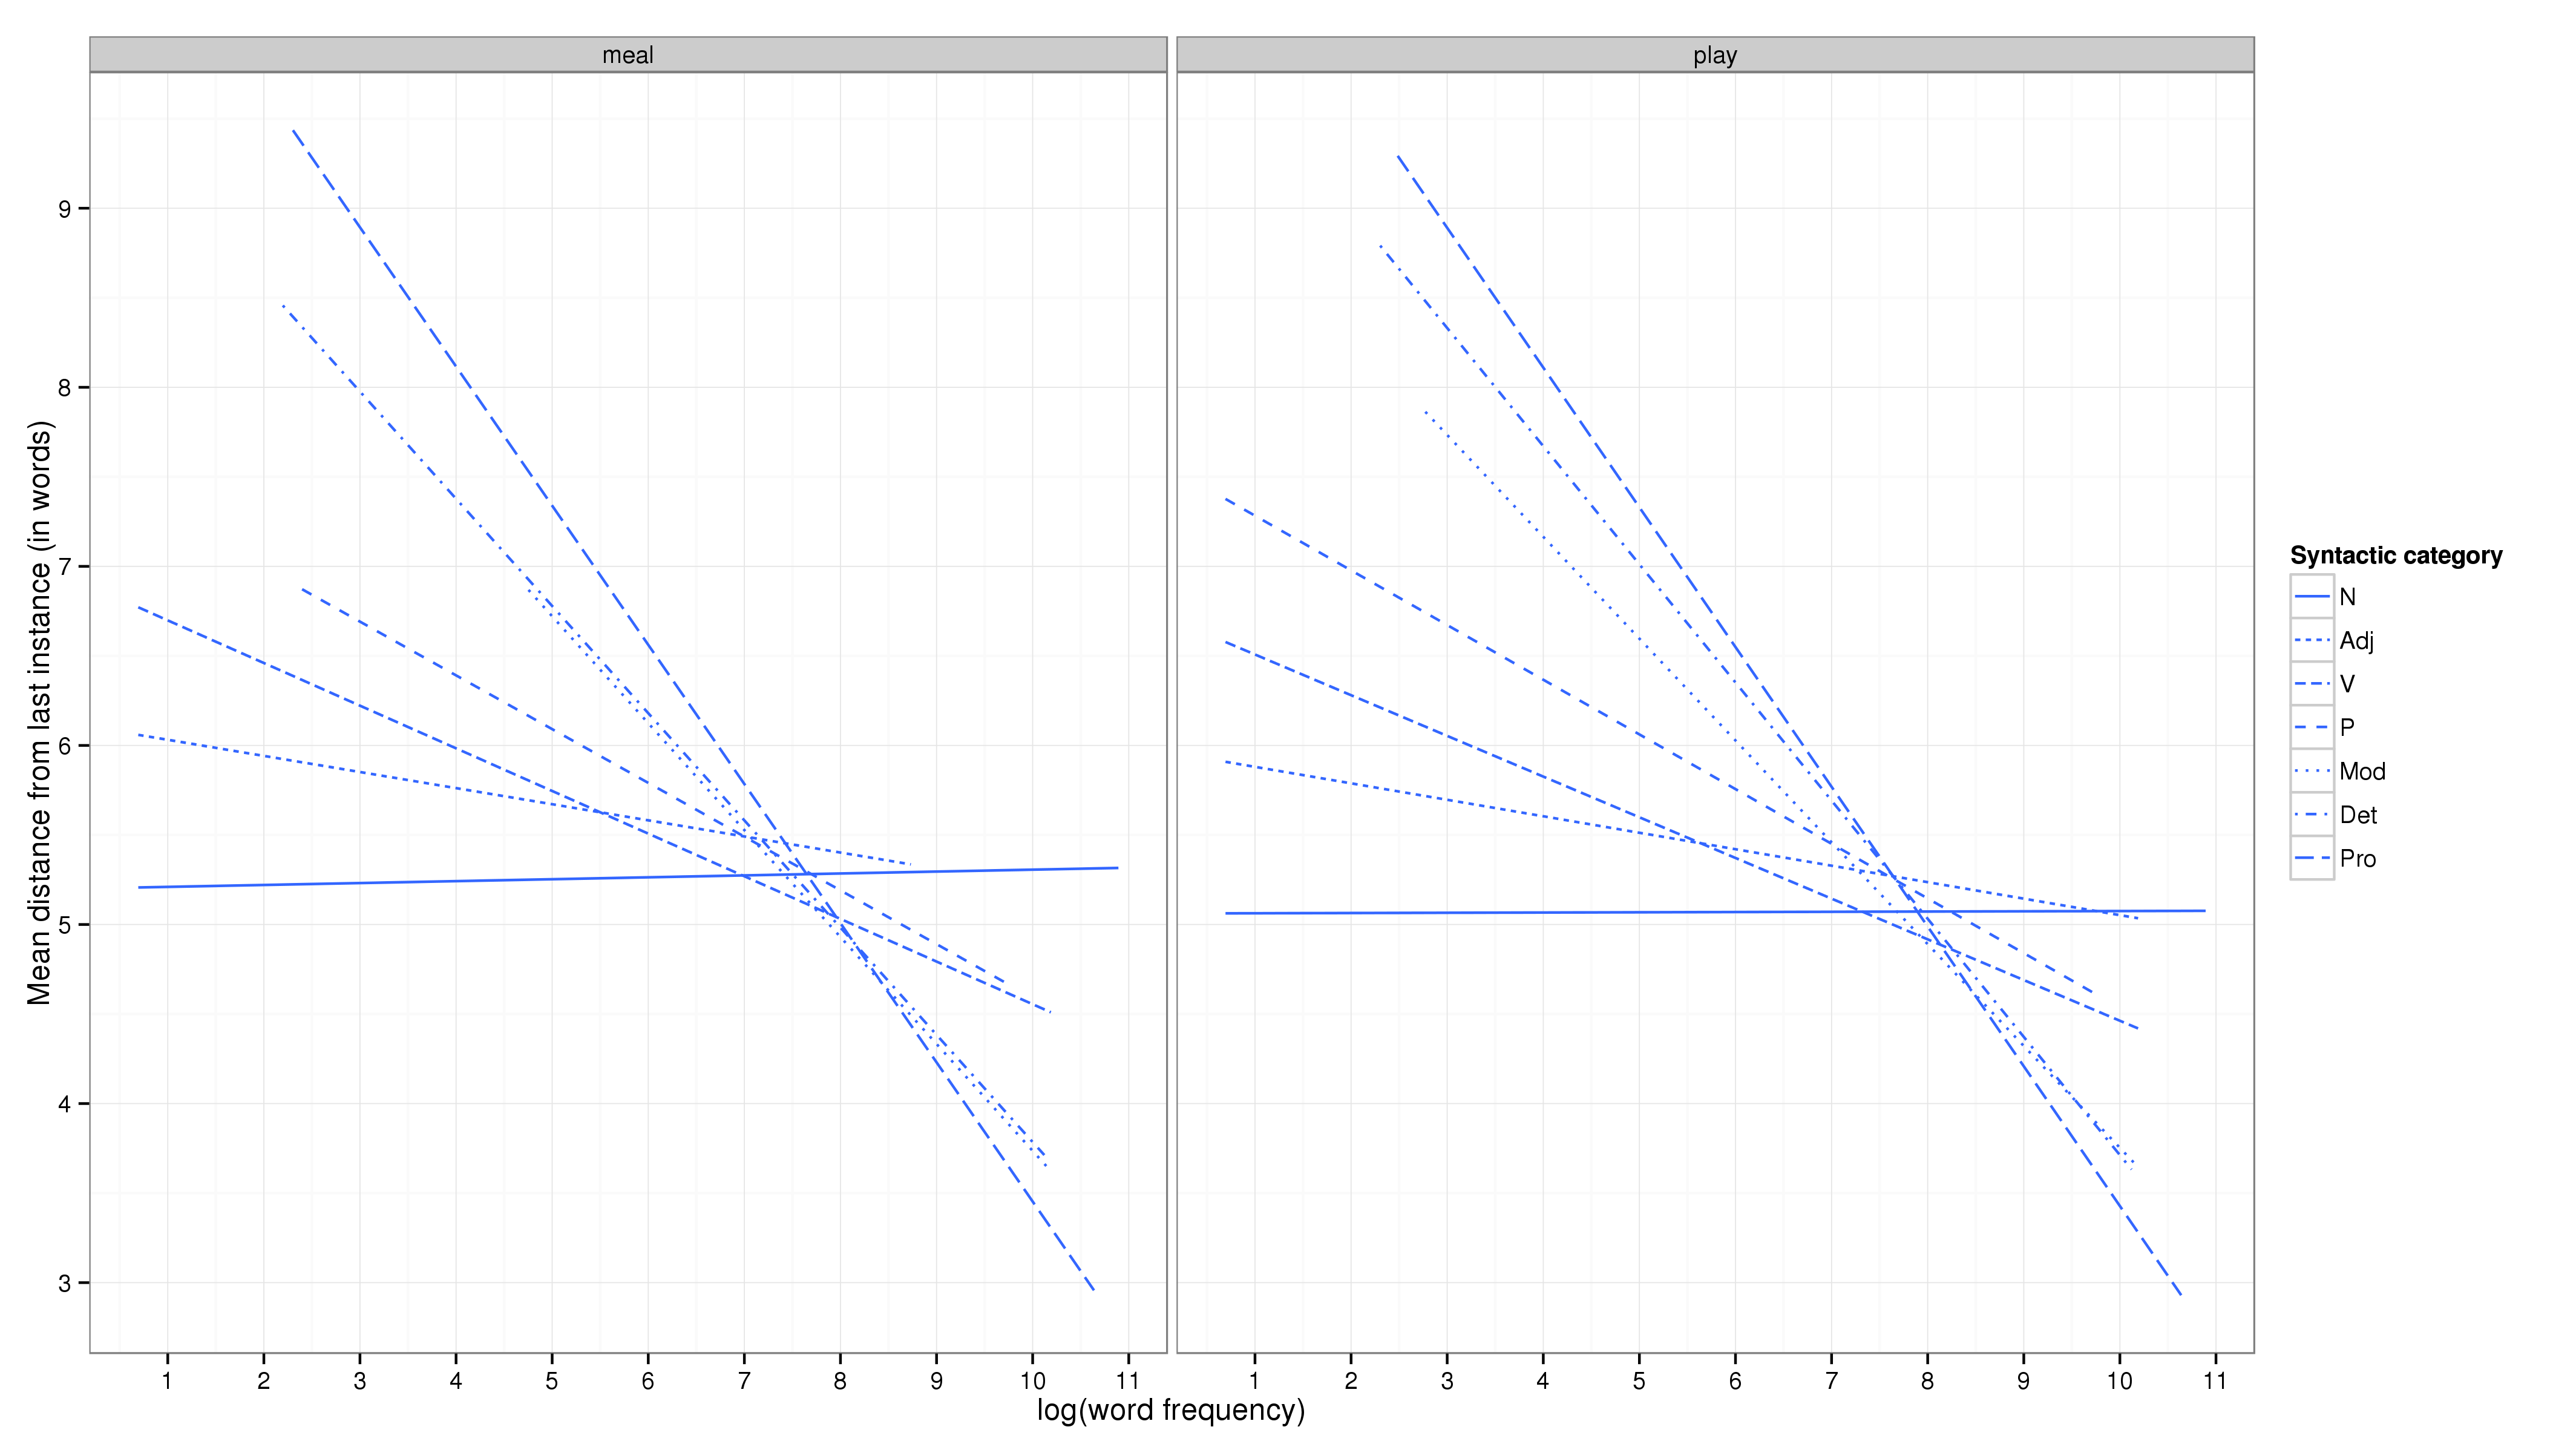 meal
play
Mean distance from last instance (in words)
9
8
7
6
5
4
3
1 2 3 4 5 6 7 8 9 10 11
1 2 3 4 5 6 7 8 9 10 11
log(word frequency)
Syntactic category
N
Adj
V
P
Mod
Det
Pro